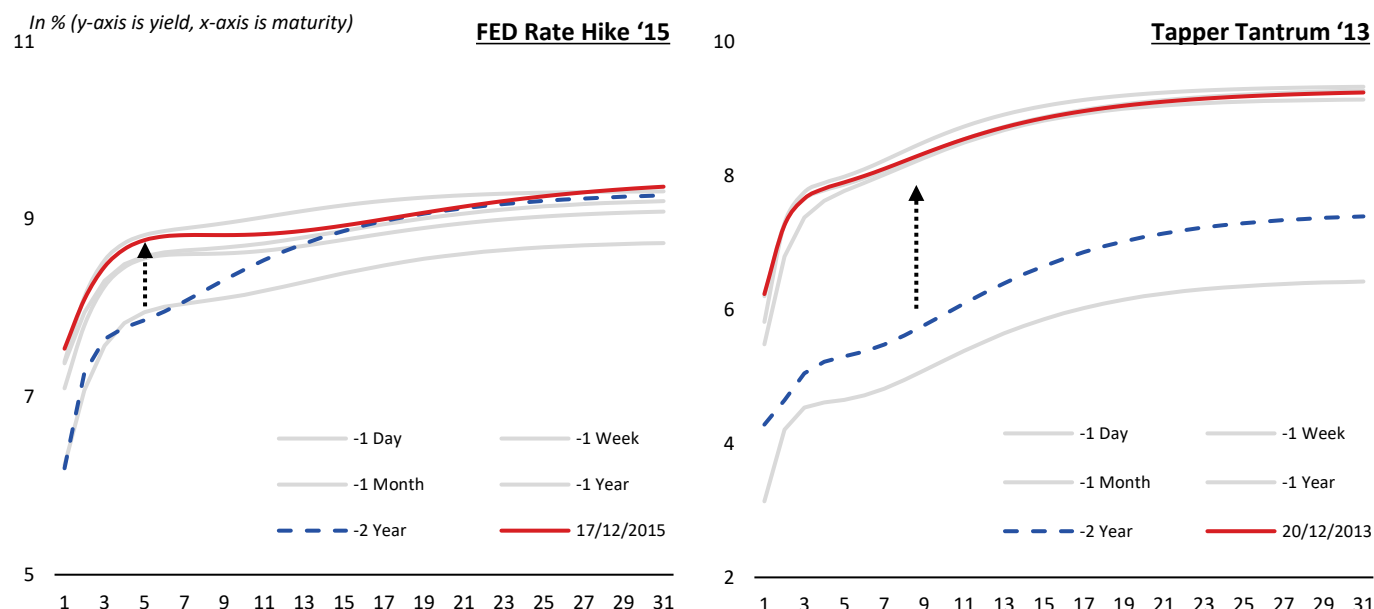 In % (y-axis is yield, x-axis is maturity)
FED Rate Hike ‘15
11
9
7
5
-1 Day
-1 Week
-1 Month
-1 Year
-2 Year
17/12/2015
1 3 5 7 9 11 13 15 17 19 21 23 25 27 29 31
Tapper Tantrum ‘13
10
8
6
4
2
-1 Day
-1 Week
-1 Month
-1 Year
-2 Year
20/12/2013
1 3 5 7 9 11 13 15 17 19 21 23 25 27 29 31